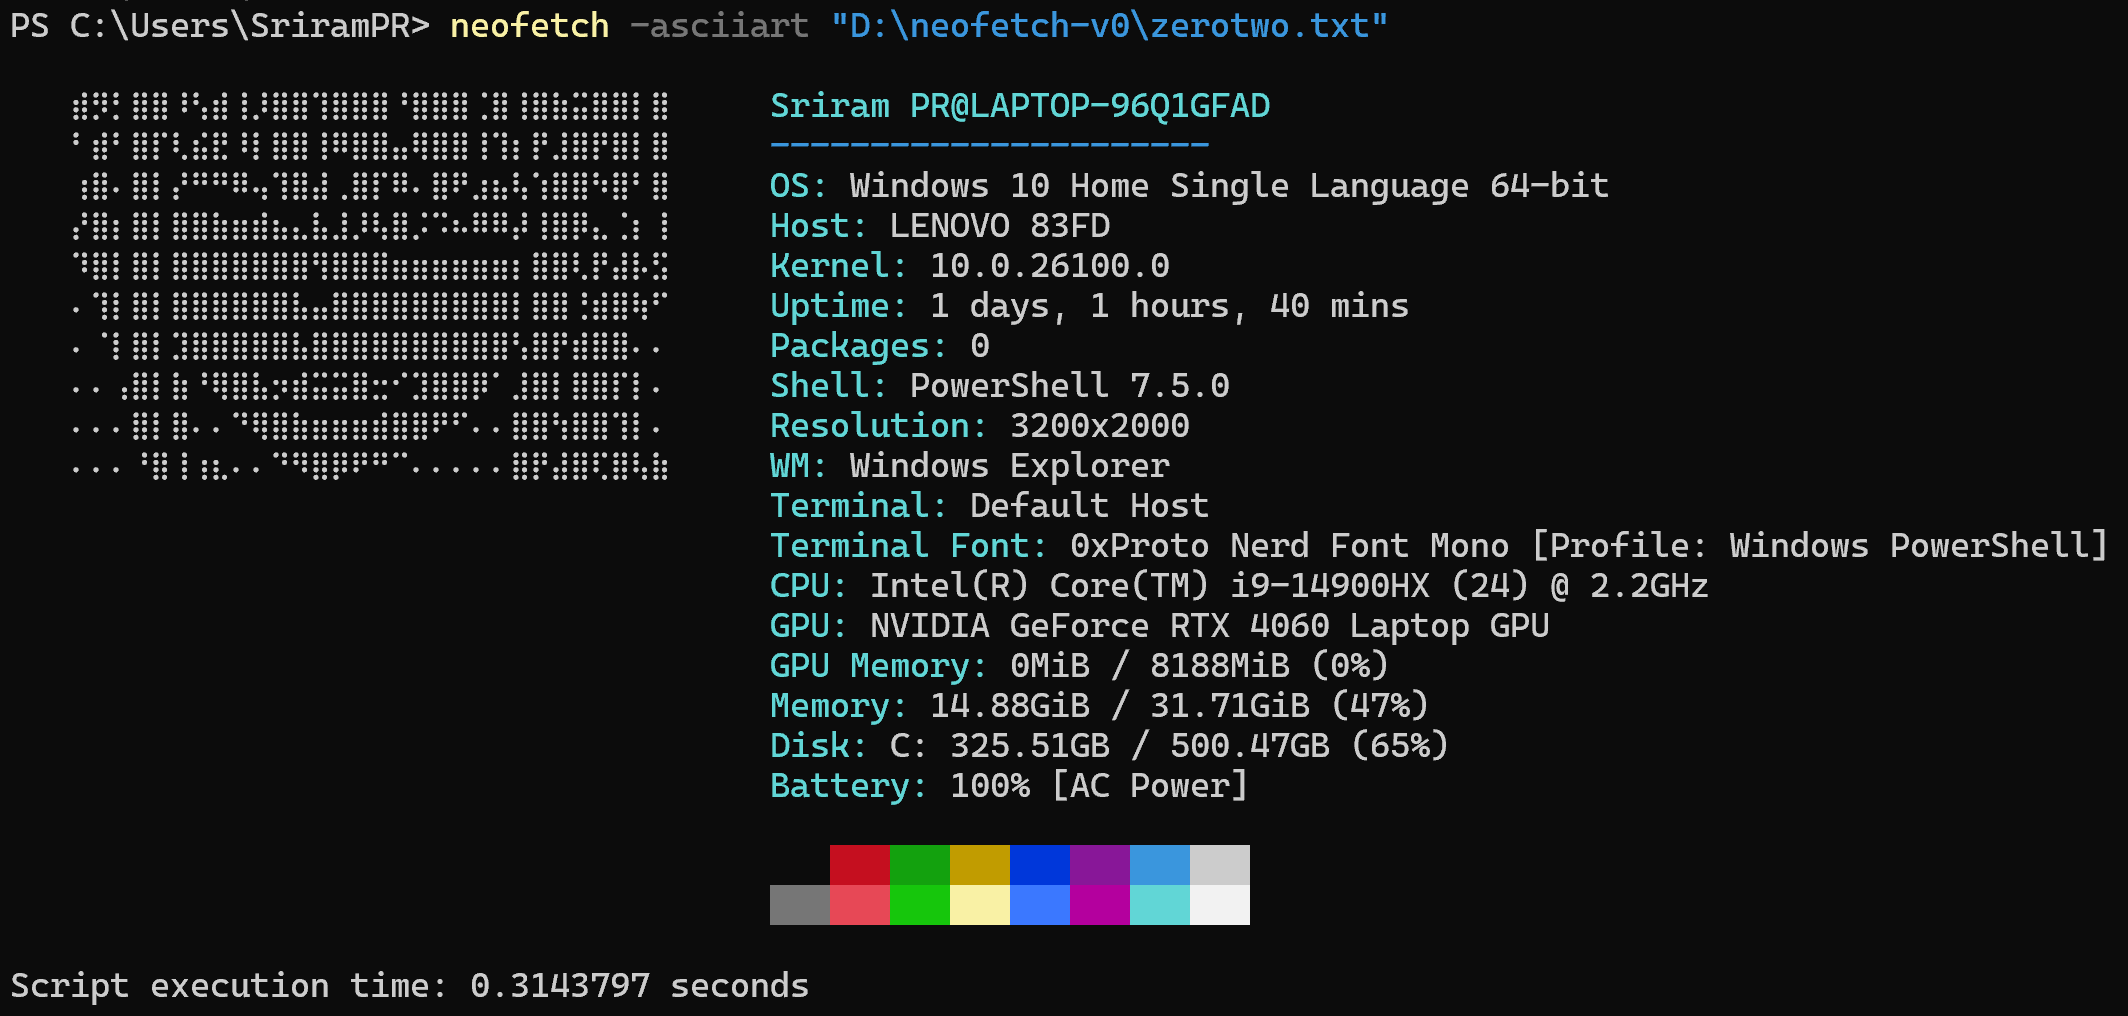 PS C:\Users\SriramPR> neofetch -asciiart "D:\neofetch-v0\zerotwo.txt"
Sriram PR@LAPTOP-96Q1GFAD
----------------------
OS: Windows 10 Home Single Language 64-bit
Host: LENOVO 83FD
Kernel: 10.0.26100.0
Uptime: 1 days, 1 hours, 40 mins
Packages: 0
Shell: PowerShell 7.5.0
Resolution: 3200x2000
WM: Windows Explorer
Terminal: Default Host
Terminal Font: 0xProto Nerd Font Mono [Profile: Windows PowerShell]
CPU: Intel(R) Core(TM) i9-14900HX (24) @ 2.2GHz
GPU: NVIDIA GeForce RTX 4060 Laptop GPU
GPU Memory: 0MiB / 8188MiB (0%)
Memory: 14.88GiB / 31.71GiB (47%)
Disk: C: 325.51GB / 500.47GB (65%)
Battery: 100% [AC Power]
Script execution time: 0.3143797 seconds